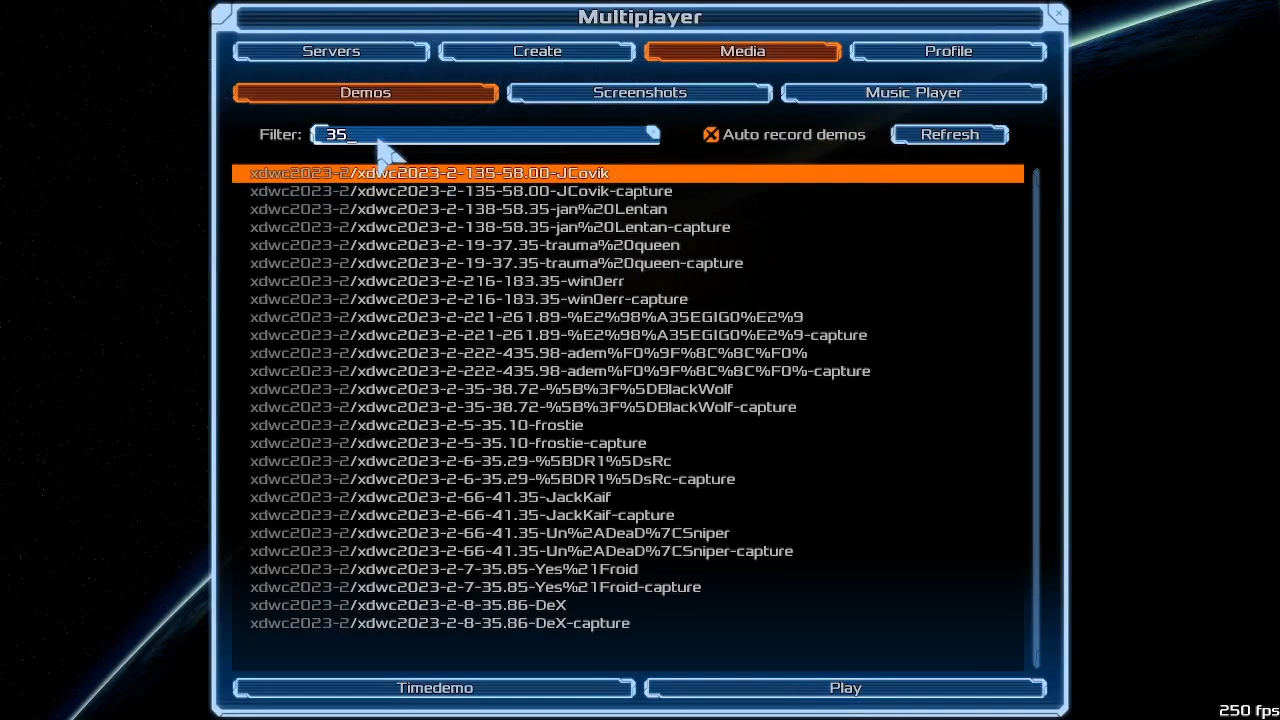 Multiplayer
Servers Create Media Profile
Demos Screenshots Music Player
Filter: 35_ Auto record demos Refresh
xdwc2023-2/xdwc2023-2-135-58.00-JCovik
xdwc2023-2/xdwc2023-2-135-58.00-JCovik-capture
xdwc2023-2/xdwc2023-2-138-58.35-jan%20Lentan
xdwc2023-2/xdwc2023-2-138-58.35-jan%20Lentan-capture
xdwc2023-2/xdwc2023-2-19-37.35-trauma%20queen
xdwc2023-2/xdwc2023-2-19-37.35-trauma%20queen-capture
xdwc2023-2/xdwc2023-2-216-183.35-win0err
xdwc2023-2/xdwc2023-2-216-183.35-win0err-capture
xdwc2023-2/xdwc2023-2-221-261.89-%E2%98%A35EGIG0%E2%9
xdwc2023-2/xdwc2023-2-221-261.89-%E2%98%A35EGIG0%E2%9-capture
xdwc2023-2/xdwc2023-2-222-435.98-adem%F0%9F%8C%8C%F0%
xdwc2023-2/xdwc2023-2-222-435.98-adem%F0%9F%8C%8C%F0%-capture
xdwc2023-2/xdwc2023-2-35-38.72-%5B%3F%5DBlackWolf
xdwc2023-2/xdwc2023-2-35-38.72-%5B%3F%5DBlackWolf-capture
xdwc2023-2/xdwc2023-2-5-35.10-frostie
xdwc2023-2/xdwc2023-2-5-35.10-frostie-capture
xdwc2023-2/xdwc2023-2-6-35.29-%5BDR1%5DsRc
xdwc2023-2/xdwc2023-2-6-35.29-%5BDR1%5DsRc-capture
xdwc2023-2/xdwc2023-2-66-41.35-JackKaif
xdwc2023-2/xdwc2023-2-66-41.35-JackKaif-capture
xdwc2023-2/xdwc2023-2-66-41.35-Un%2ADeaD%7CSniper
xdwc2023-2/xdwc2023-2-66-41.35-Un%2ADeaD%7CSniper-capture
xdwc2023-2/xdwc2023-2-7-35.85-Yes%21Froid
xdwc2023-2/xdwc2023-2-7-35.85-Yes%21Froid-capture
xdwc2023-2/xdwc2023-2-8-35.86-DeX
xdwc2023-2/xdwc2023-2-8-35.86-DeX-capture
Timedemo Play
250 fps